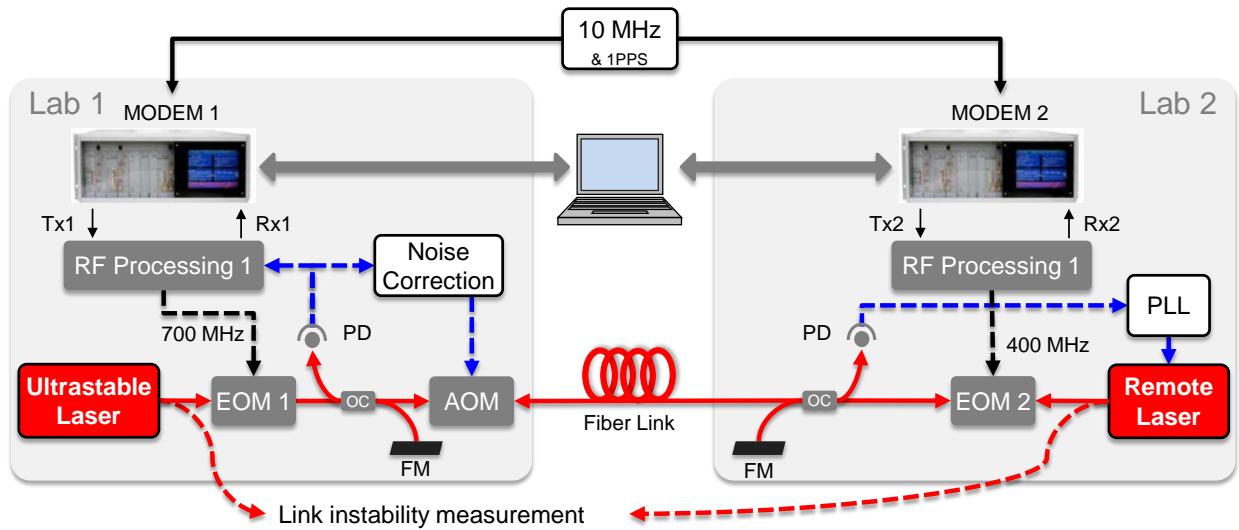 10 MHz
& 1PPS
Lab 1
Lab 2
MODEM 1
MODEM 2
Tx1
Rx1
Tx2
Rx2
RF Processing 1
Noise
Correction
RF Processing 1
PLL
700 MHz
PD
PD
400 MHz
Ultrastable
Laser
EOM 1
OC
AOM
Fiber Link
OC
EOM 2
Remote
Laser
FM
FM
Link instability measurement